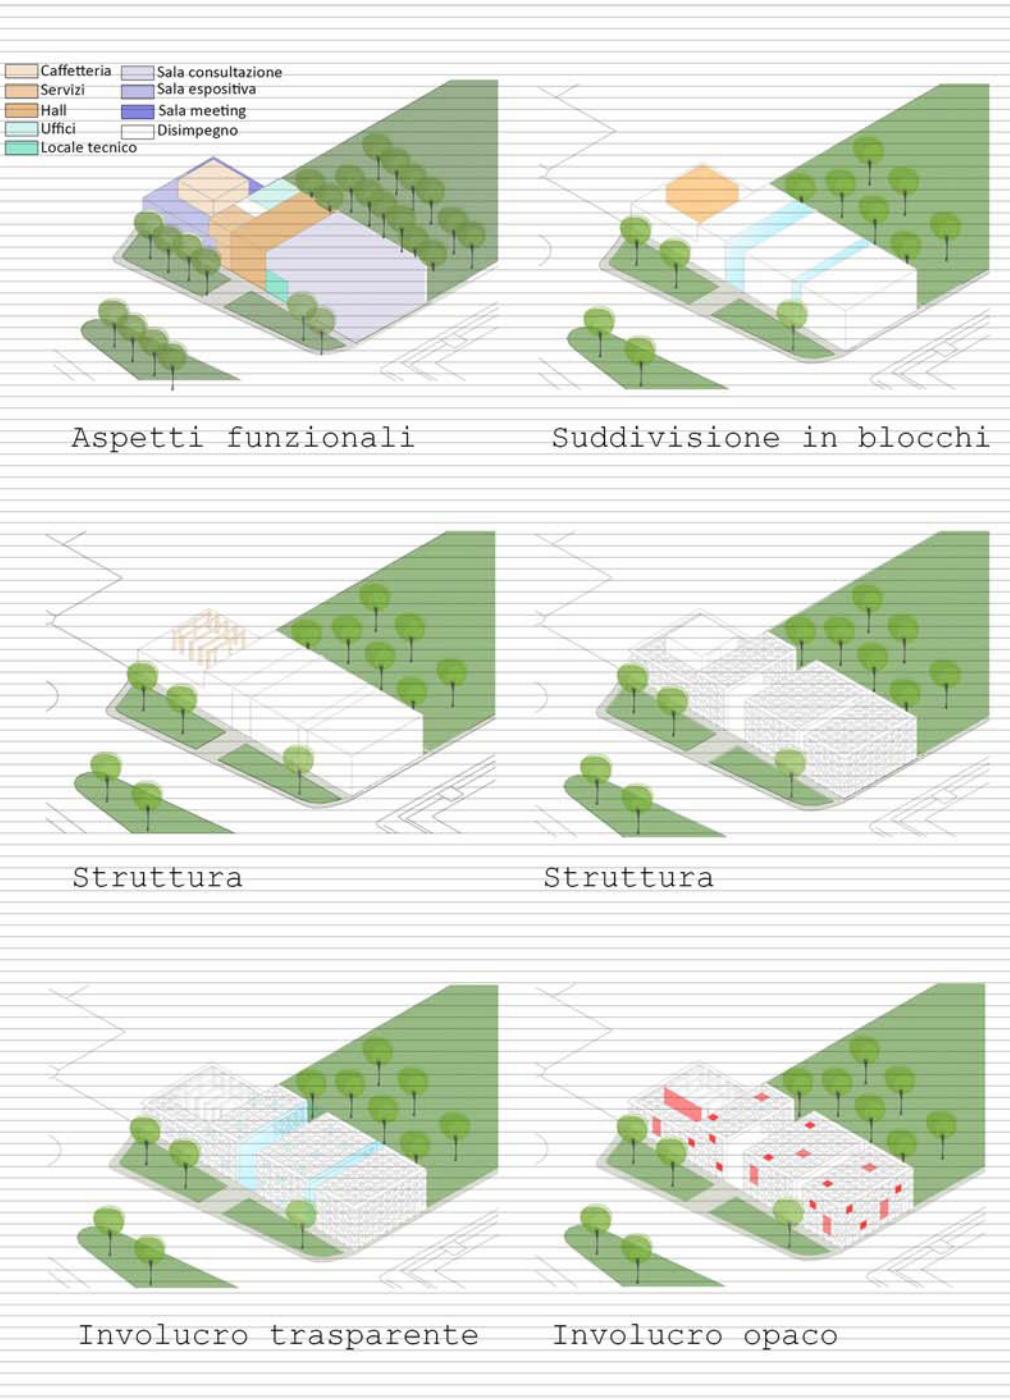 Caffetteria
Sala consultazione
Servizi
Sala espositiva
Hall
Sala meeting
Uffici
Disimpegno
Locale tecnico
Aspetti funzionali
Suddivisione in blocchi
Struttura
Struttura
Involucro trasparente
Involucro opaco